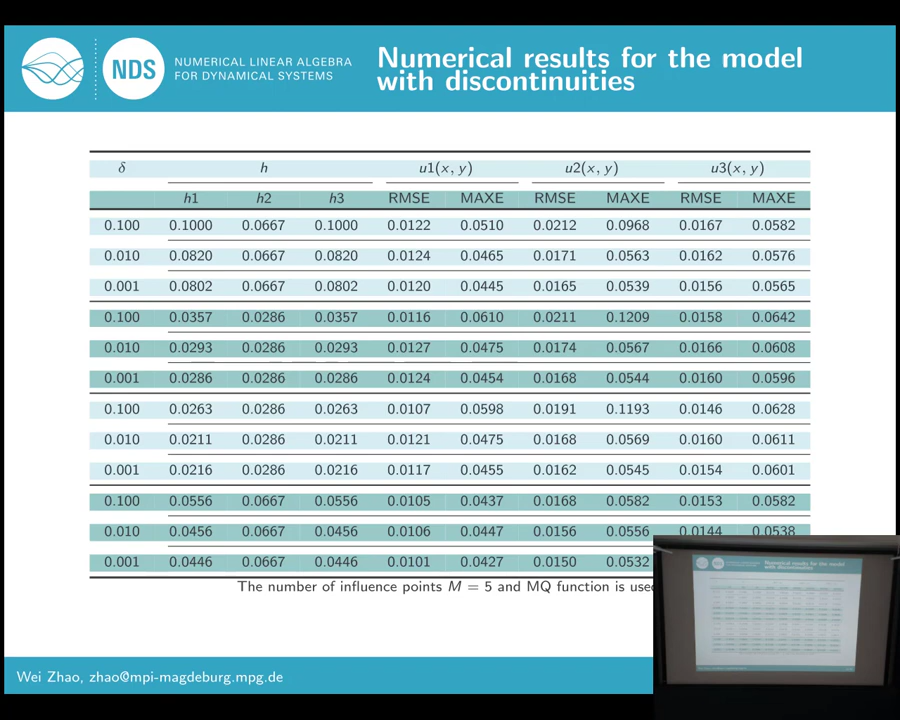 NDS
NUMERICAL LINEAR ALGEBRA
FOR DYNAMICAL SYSTEMS
Numerical results for the model
with discontinuities
δ h u1(x, y) u2(x, y) u3(x, y)
h1 h2 h3 RMSE MAXE RMSE MAXE RMSE MAXE
0.100 0.1000 0.0667 0.1000 0.0122 0.0510 0.0212 0.0968 0.0167 0.0582
0.010 0.0820 0.0667 0.0820 0.0124 0.0465 0.0171 0.0563 0.0162 0.0576
0.001 0.0802 0.0667 0.0802 0.0120 0.0445 0.0165 0.0539 0.0156 0.0565
0.100 0.0357 0.0286 0.0357 0.0116 0.0610 0.0211 0.1209 0.0158 0.0642
0.010 0.0293 0.0286 0.0293 0.0127 0.0475 0.0174 0.0567 0.0166 0.0608
0.001 0.0286 0.0286 0.0286 0.0124 0.0454 0.0168 0.0544 0.0160 0.0596
0.100 0.0263 0.0286 0.0263 0.0107 0.0598 0.0191 0.1193 0.0146 0.0628
0.010 0.0211 0.0286 0.0211 0.0121 0.0475 0.0168 0.0569 0.0160 0.0611
0.001 0.0216 0.0286 0.0216 0.0117 0.0455 0.0162 0.0545 0.0154 0.0601
0.100 0.0556 0.0667 0.0556 0.0105 0.0437 0.0168 0.0582 0.0153 0.0582
0.010 0.0456 0.0667 0.0456 0.0106 0.0447 0.0156 0.0556 0.0144 0.0538
0.001 0.0446 0.0667 0.0446 0.0101 0.0427 0.0150 0.0532
The number of influence points M = 5 and MQ function is used
Wei Zhao, zhao@mpi-magdeburg.mpg.de
Numerical results for the model
with discontinuities